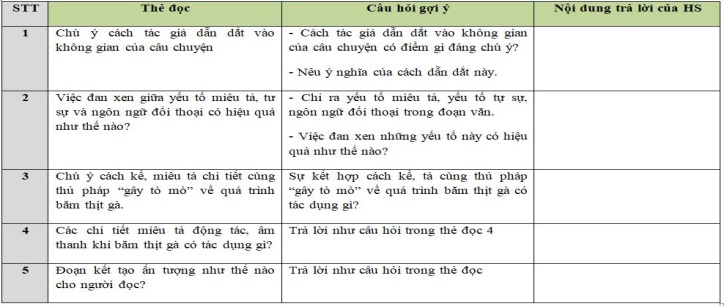 STT Thẻ đọc Câu hỏi gợi ý Nội dung trả lời của HS
1 Chú ý cách tác giả dẫn dắt vào không gian của câu chuyện
- Cách tác giả dẫn dắt vào không gian của câu chuyện có điểm gì đáng chú ý?
- Nêu ý nghĩa của cách dẫn dắt này.
2 Việc đan xen giữa yếu tố miêu tả, tư sự và ngôn ngữ đối thoại có hiệu quả như thế nào?
- Chỉ ra yếu tố miêu tả, yếu tố tự sự, ngôn ngữ đối thoại trong đoạn văn.
- Việc đan xen những yếu tố này có hiệu quả như thế nào?
3 Chú ý cách kể, miêu tả chi tiết cùng thủ pháp “gây tò mò” về quá trình băm thịt gà.
Sự kết hợp cách kể, tả cùng thủ pháp “gây tò mò” về quá trình băm thịt gà có tác dụng gì?
4 Các chi tiết miêu tả động tác, âm thanh khi băm thịt gà có tác dụng gì?
Trả lời như câu hỏi trong thẻ đọc 4
5 Đoạn kết tạo ấn tượng như thế nào cho người đọc?
Trả lời như câu hỏi trong thẻ đọc